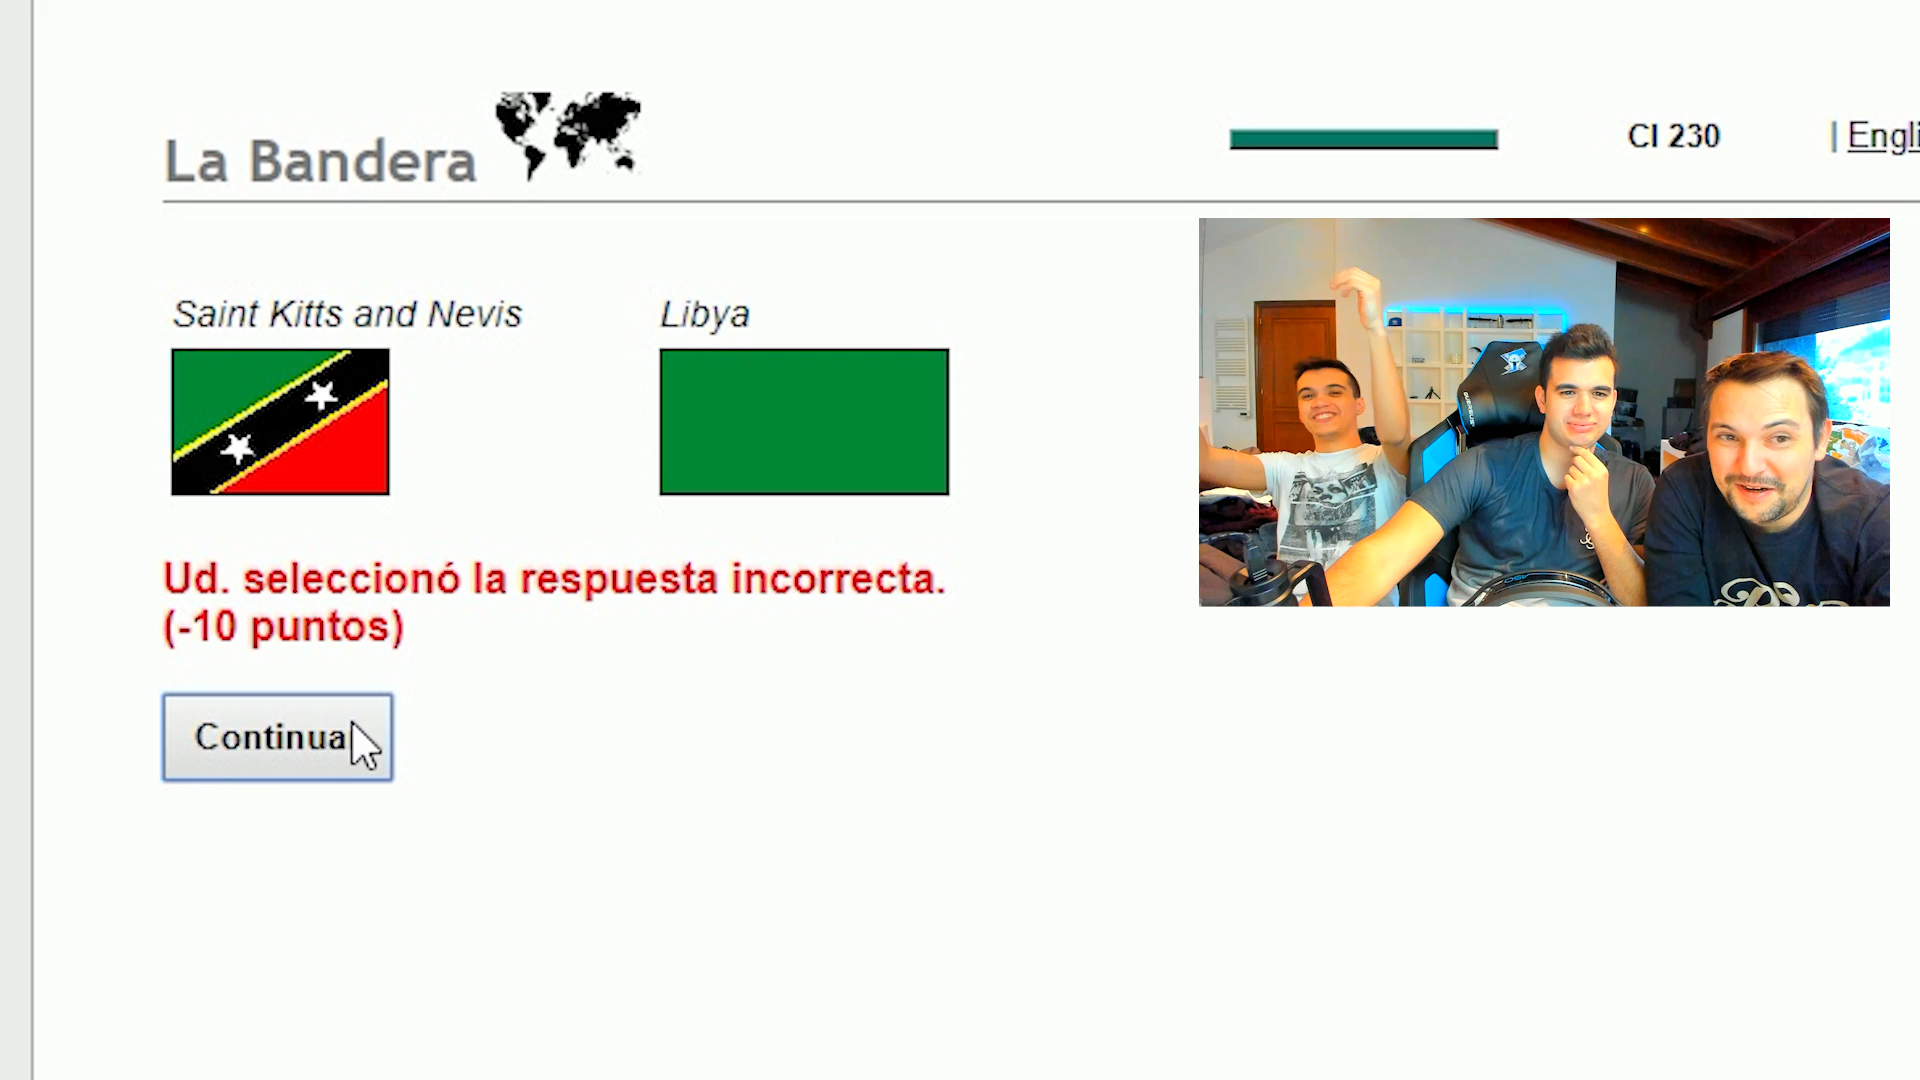 La Bandera
CI 230
| Engli
Saint Kitts and Nevis
Libya
Ud. seleccionó la respuesta incorrecta.
(-10 puntos)
Continua